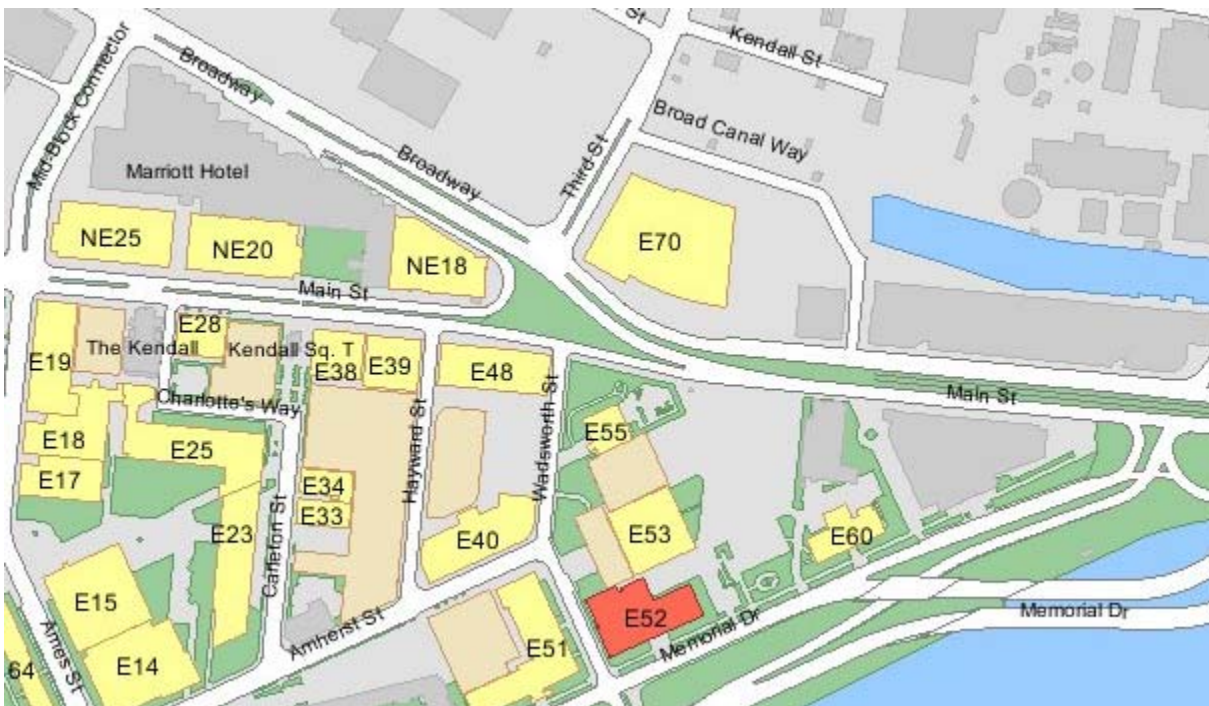 St
Kendall St
Mid-Block Connector
Broadway
Broad Canal Way
Marriott Hotel
Broadway
Third St
NE25
NE20
NE18
E70
Main St
E28
The Kendall
Kendall Sq. T
E19
E38
E39
E48
Main St
Charlotte's Way
Hayward St
Wadsworth St
E18
E25
E55
E17
E34
E33
E23
Carleton St
E40
E53
E60
E15
E52
Memorial Dr
Memorial Dr
Amherst St
E51
Ames St
E14
64